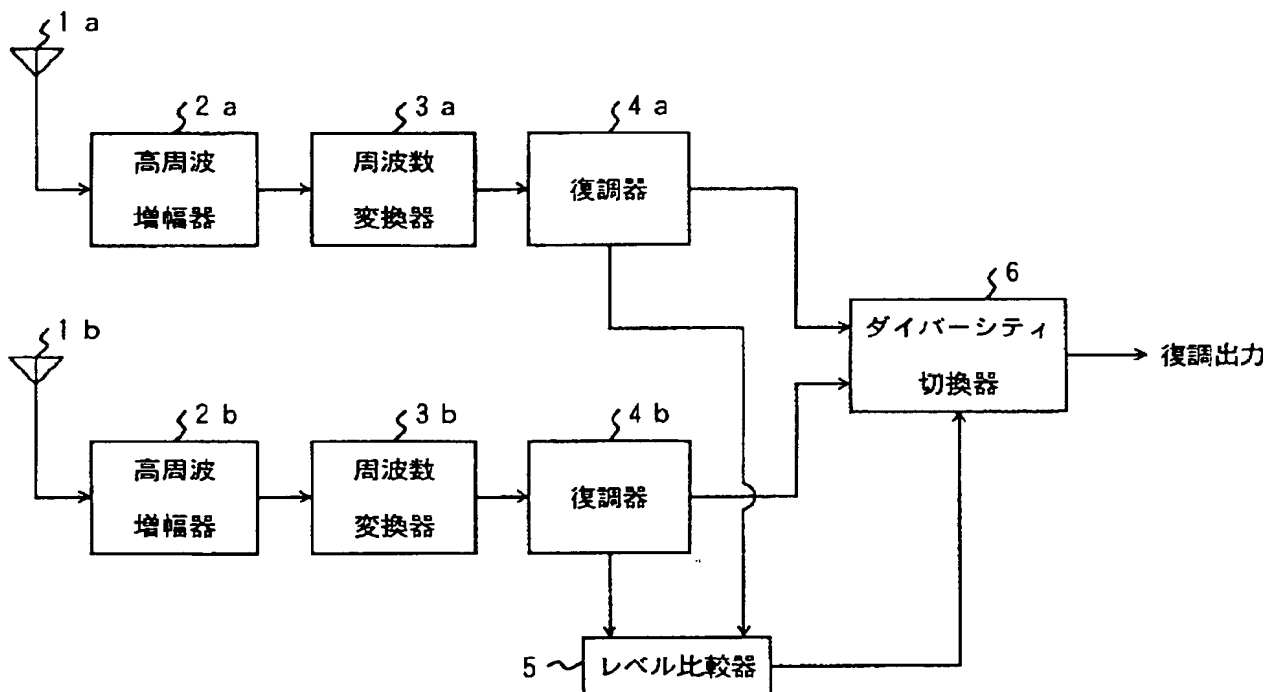 1 a
2 a
3 a
4 a
高周波
増幅器
周波数
変換器
復調器
6
ダイバーシティ
切換器
復調出力
1 b
2 b
3 b
4 b
高周波
増幅器
周波数
変換器
復調器
5
レベル比較器